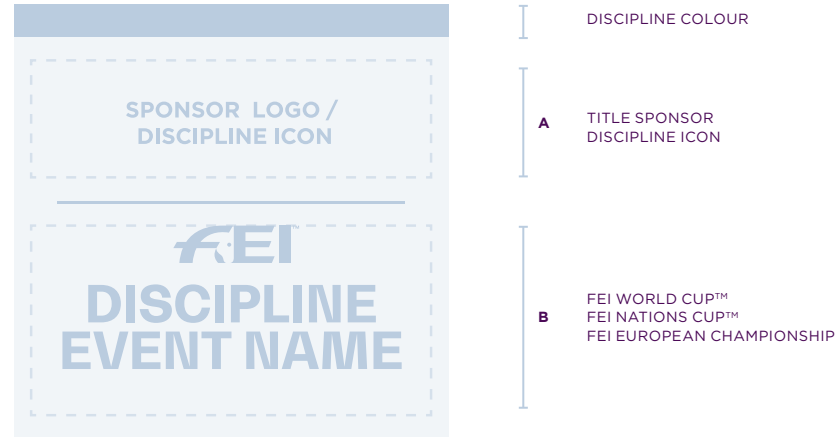 DISCIPLINE COLOUR
SPONSOR LOGO /
DISCIPLINE ICON
A
TITLE SPONSOR
DISCIPLINE ICON
FEI™
DISCIPLINE
EVENT NAME
B
FEI WORLD CUP™
FEI NATIONS CUP™
FEI EUROPEAN CHAMPIONSHIP